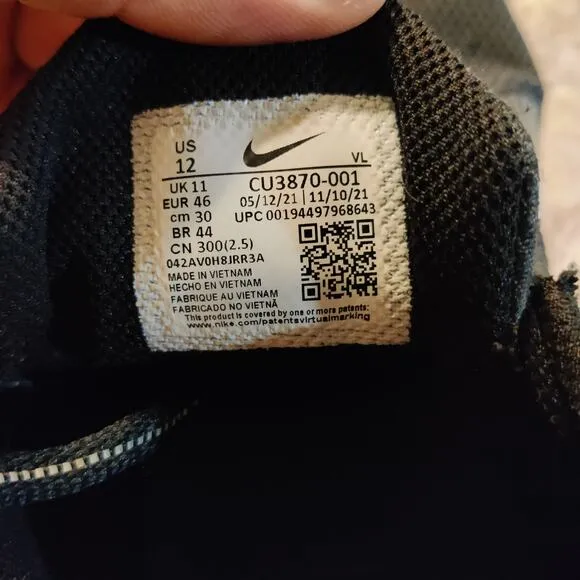 US
12
VL
UK 11
CU3870-001
EUR 46
05/12/21 | 11/10/21
cm 30
UPC 00194497968643
BR 44
CN 300(2.5)
042AV0H8JRR3A
MADE IN VIETNAM
HECHO EN VIETNAM
FABRIQUE AU VIETNAM
FABRICADO NO VIETNÃ
This product is covered by one or more patents:
www.nike.com/patentsvirtualmarking